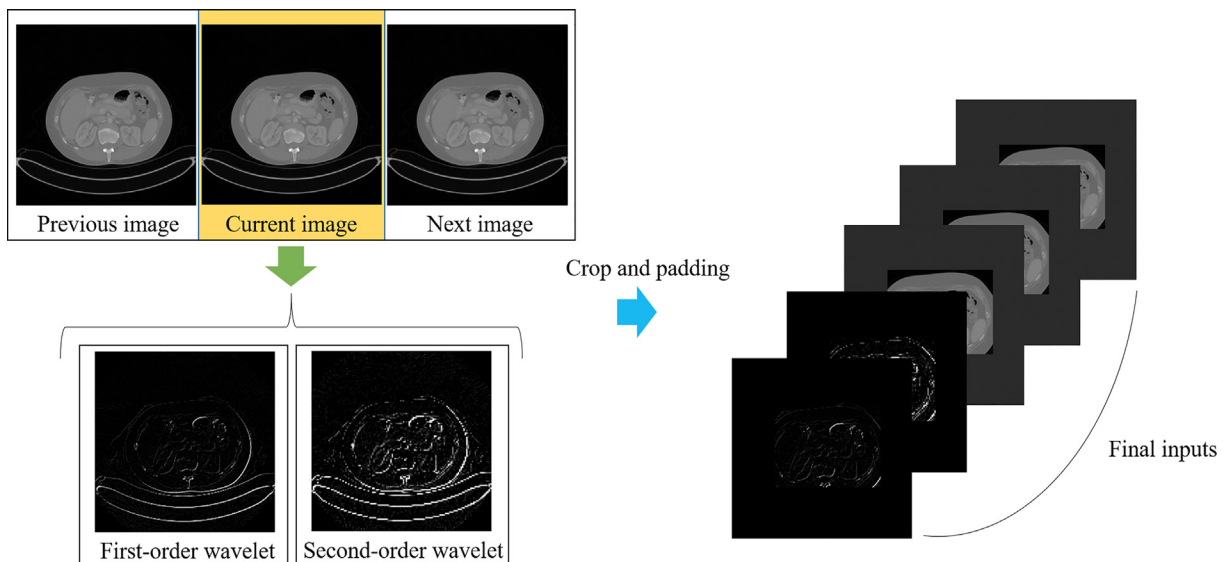 Previous image
Current image
Next image
Crop and padding
First-order wavelet
Second-order wavelet
Final inputs